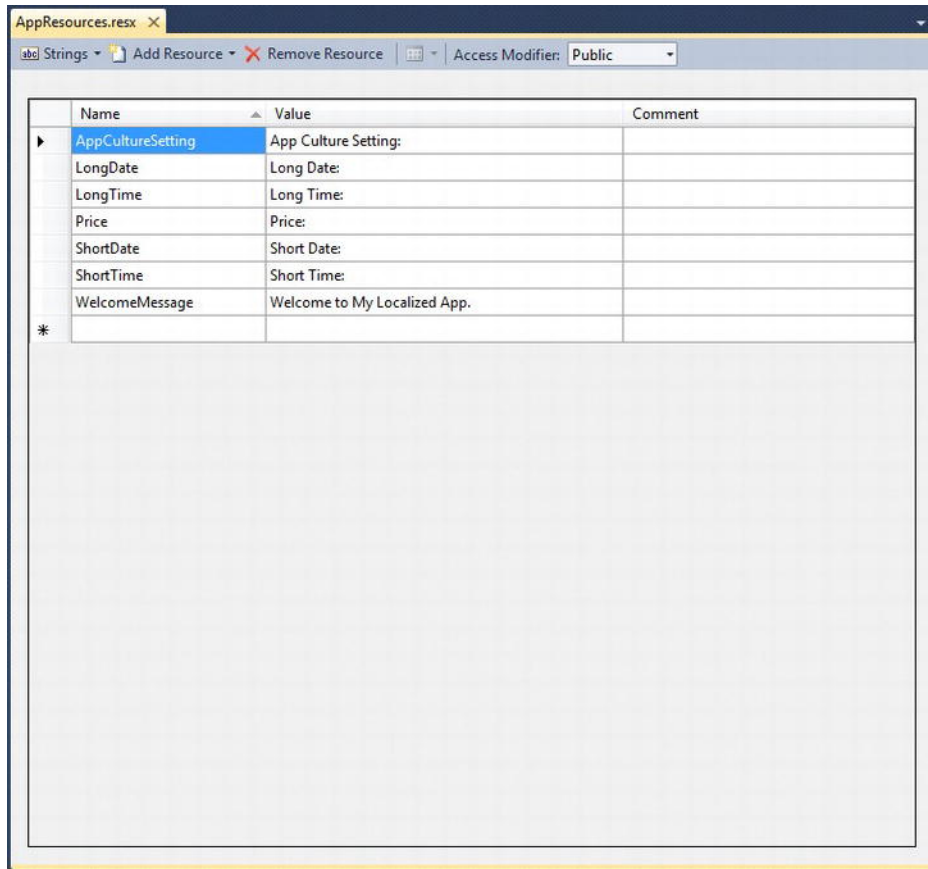 AppResources.resx
abc Strings Add Resource Remove Resource Access Modifier: Public
Name Value Comment
AppCultureSetting App Culture Setting:
LongDate Long Date:
LongTime Long Time:
Price Price:
ShortDate Short Date:
ShortTime Short Time:
WelcomeMessage Welcome to My Localized App.